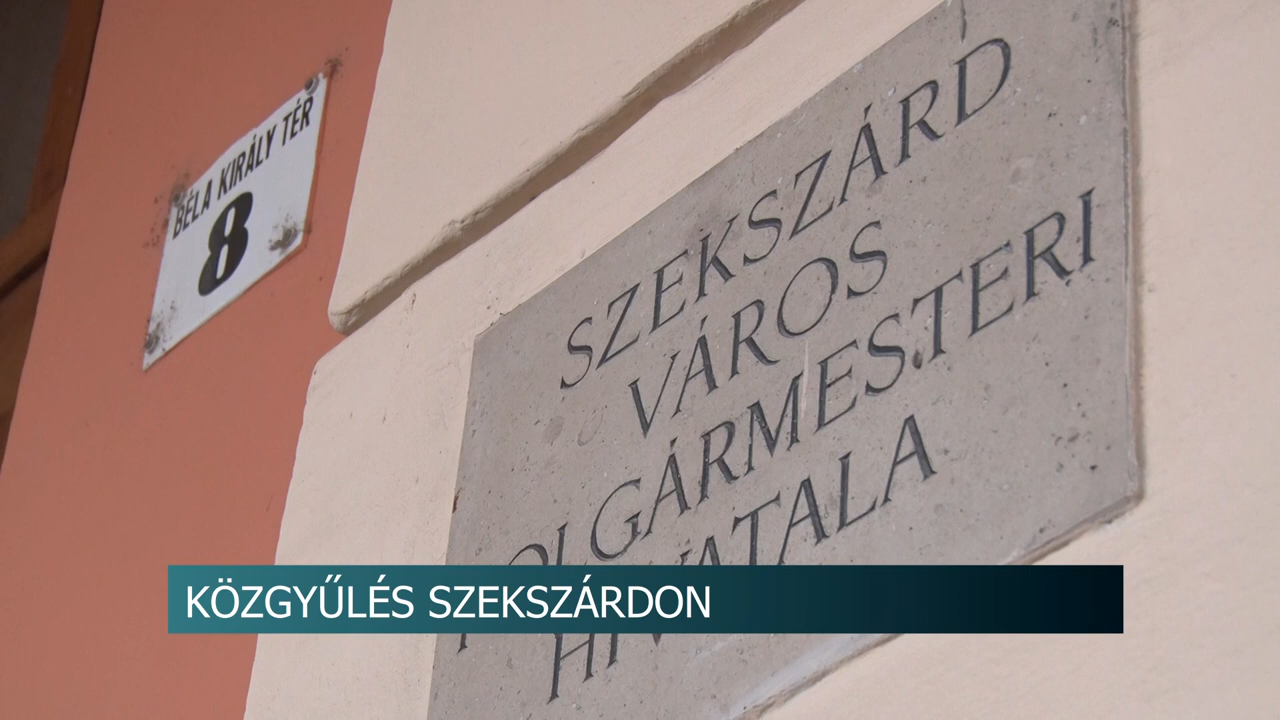 BÉLA KIRÁLY TÉR
8
SZEKSZÁRD
VÁROS
POLGÁRMESTERI
HIVATALA
KÖZGYŰLÉS SZEKSZÁRDON